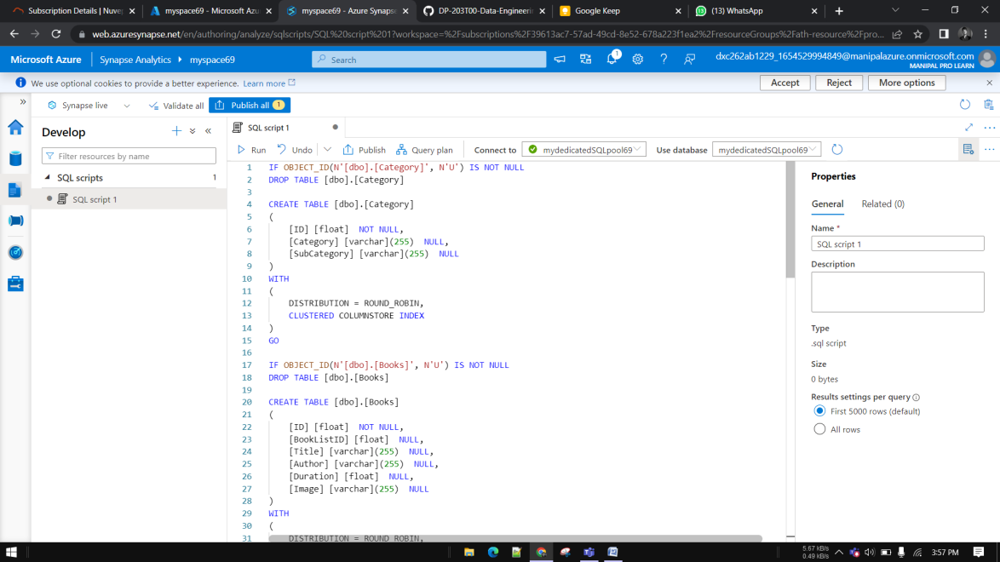 Subscription Details | Nuvep
myspace69 - Microsoft Azu
myspace69 - Azure Synaps
DP-203T00-Data-Engineerin
Google Keep
(13) WhatsApp
web.azuresynapse.net/en/authoring/analyze/sqlscripts/SQL%20script%201?workspace=%2Fsubscriptions%2F39613ac7-57ad-49cd-8e52-678a223f1ea2%2FresourceGroups%2Fath-resource%2Fpro...
Microsoft Azure
Synapse Analytics
myspace69
Search
1
dxc262ab1229_1654529994849@manipalazure.onmicrosoft.com
MANIPAL PRO LEARN
We use optional cookies to provide a better experience. Learn more
Accept
Reject
More options
Synapse live
Validate all
Publish all 1
Develop
Filter resources by name
SQL scripts 1
SQL script 1
SQL script 1
Run
Undo
Publish
Query plan
Connect to
mydedicatedSQLpool69
Use database
mydedicatedSQLpool69
1 IF OBJECT_ID(N'[dbo].[Category]', N'U') IS NOT NULL
2 DROP TABLE [dbo].[Category]
3
4 CREATE TABLE [dbo].[Category]
5 (
6 [ID] [float] NOT NULL,
7 [Category] [varchar](255) NULL,
8 [SubCategory] [varchar](255) NULL
9 )
10 WITH
11 (
12 DISTRIBUTION = ROUND_ROBIN,
13 CLUSTERED COLUMNSTORE INDEX
14 )
15 GO
16
17 IF OBJECT_ID(N'[dbo].[Books]', N'U') IS NOT NULL
18 DROP TABLE [dbo].[Books]
19
20 CREATE TABLE [dbo].[Books]
21 (
22 [ID] [float] NOT NULL,
23 [BookListID] [float] NULL,
24 [Title] [varchar](255) NULL,
25 [Author] [varchar](255) NULL,
26 [Duration] [float] NULL,
27 [Image] [varchar](255) NULL
28 )
29 WITH
30 (
31 DISTRIBUTION = ROUND_ROBIN,
Properties
General
Related (0)
Name *
SQL script 1
Description
Type
.sql script
Size
0 bytes
Results settings per query
First 5000 rows (default)
All rows
5.67 kB/s
0.49 kB/s
3:57 PM